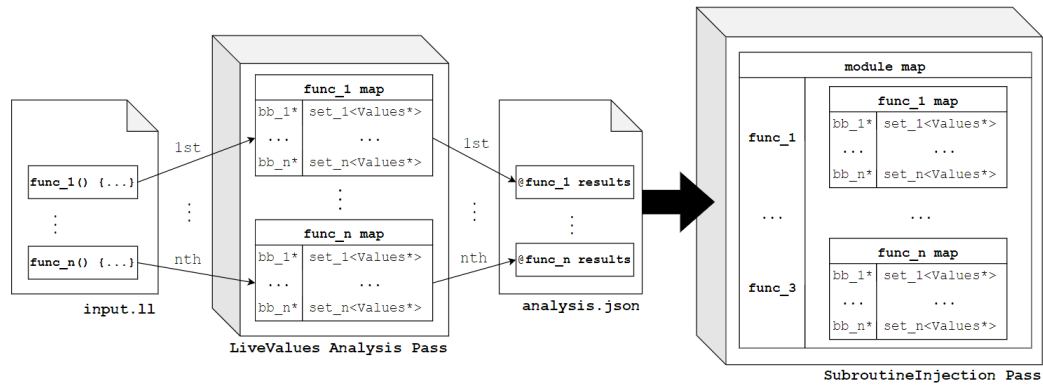 func_1() {...}
⋮
func_n() {...}
input.ll
1st
⋮
nth
func_1 map
bb_1* set_1<Values*>
... ...
bb_n* set_n<Values*>
⋮
func_n map
bb_1* set_1<Values*>
... ...
bb_n* set_n<Values*>
LiveValues Analysis Pass
1st
⋮
nth
@func_1 results
⋮
@func_n results
analysis.json
module map
func_1
func_1 map
bb_1* set_1<Values*>
... ...
bb_n* set_n<Values*>
... ...
func_3
func_n map
bb_1* set_1<Values*>
... ...
bb_n* set_n<Values*>
SubroutineInjection Pass